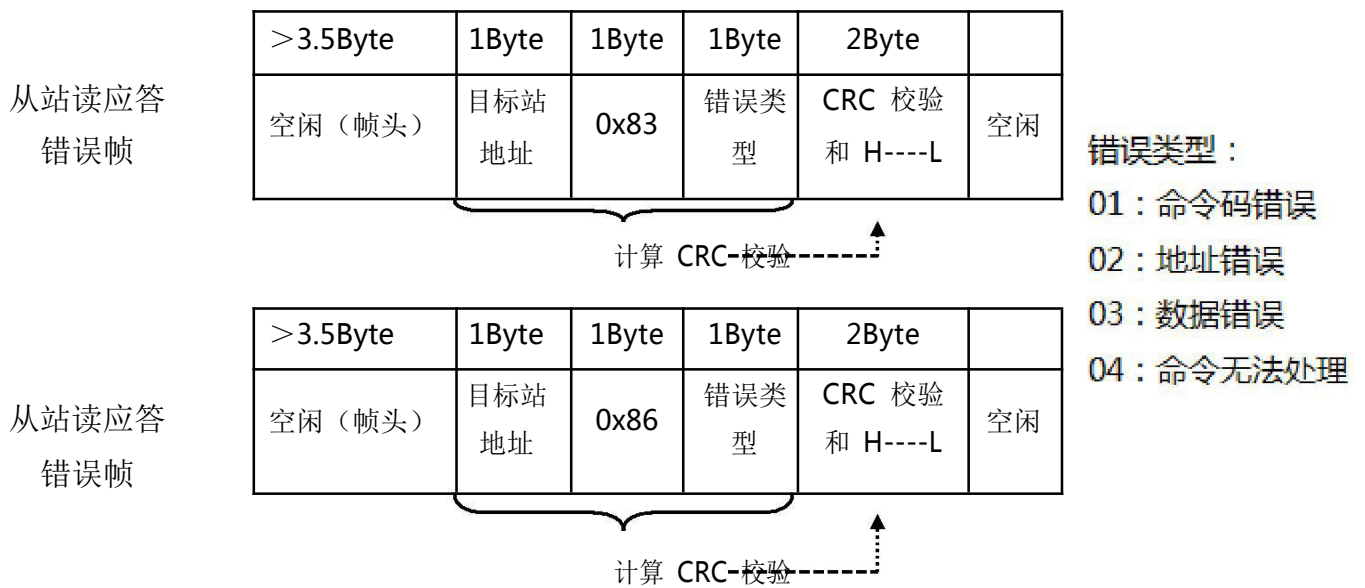 ＞3.5Byte 1Byte 1Byte 1Byte 2Byte
从站读应答
错误帧
空闲（帧头） 目标站 0x83 错误类 CRC 校验 空闲
地址 型 和 H----L
计算 CRC 校验
＞3.5Byte 1Byte 1Byte 1Byte 2Byte
从站读应答
错误帧
空闲（帧头） 目标站 0x86 错误类 CRC 校验 空闲
地址 型 和 H----L
计算 CRC 校验
错误类型：
01：命令码错误
02：地址错误
03：数据错误
04：命令无法处理